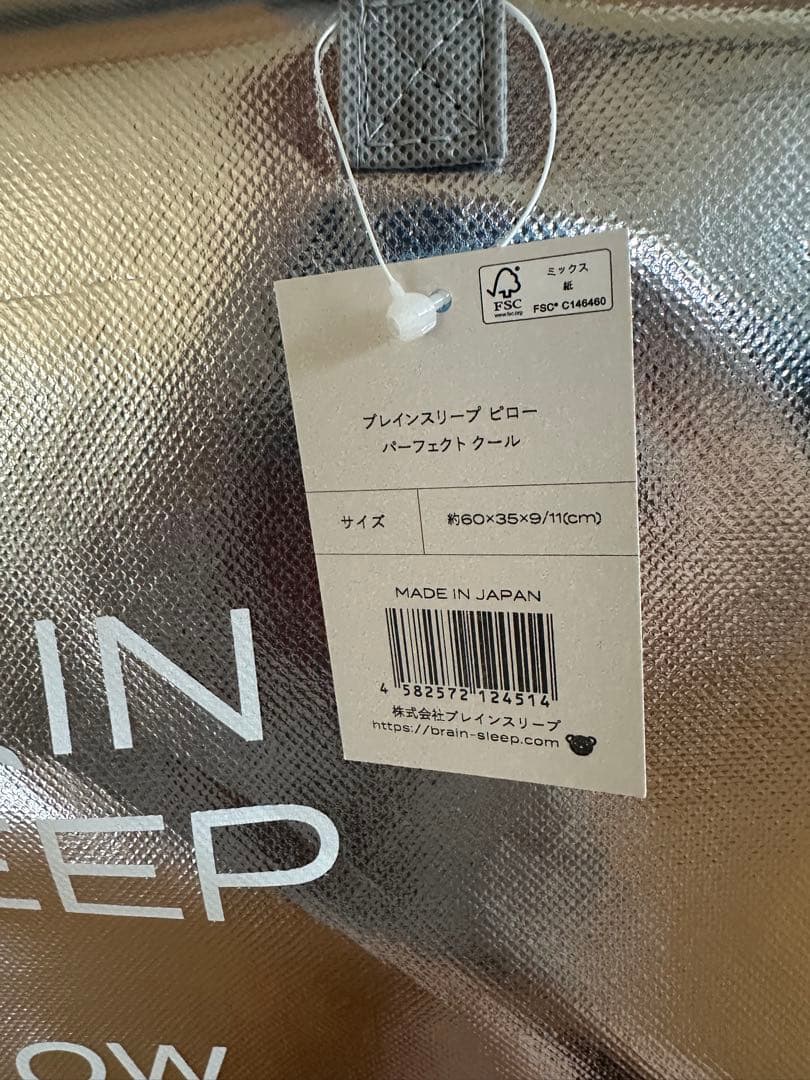 FSC
www.fsc.org
ミックス
紙
FSC® C146460
ブレインスリープ ピロー
パーフェクト クール
サイズ
約60×35×9/11(cm)
MADE IN JAPAN
4 582572 124514
株式会社ブレインスリープ
https://brain-sleep.com
IN
EEP
OW